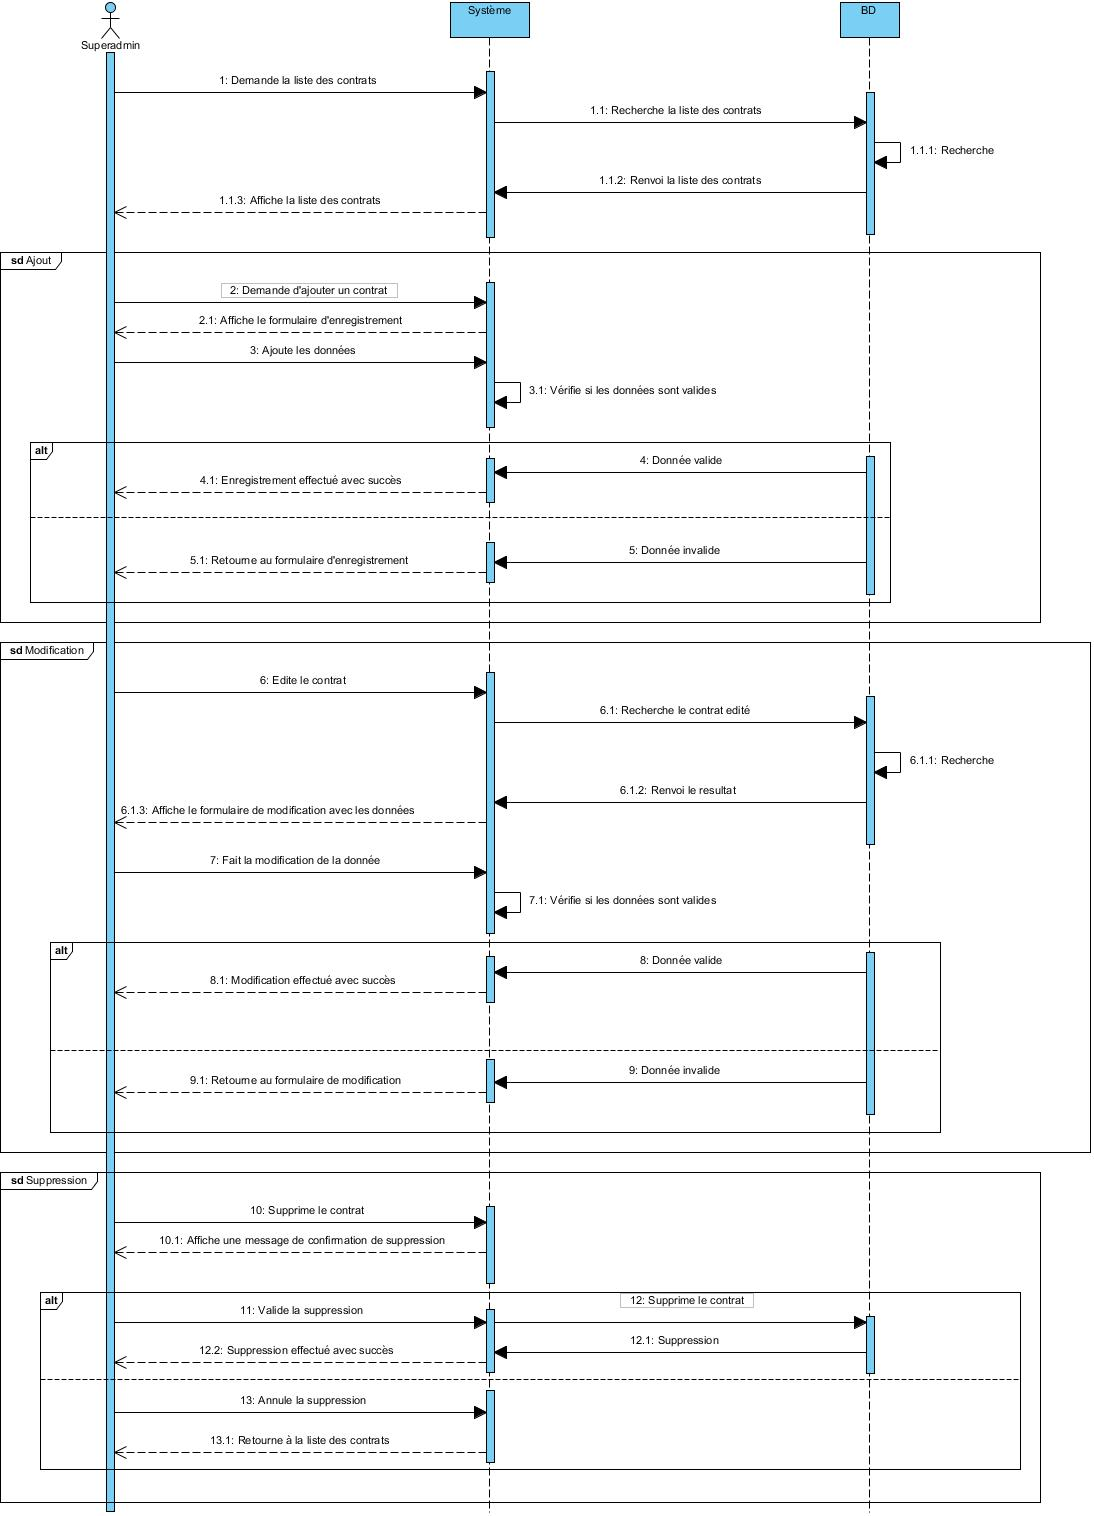 Système
BD
Superadmin
1: Demande la liste des contrats
1.1: Recherche la liste des contrats
1.1.1: Recherche
1.1.2: Renvoi la liste des contrats
1.1.3: Affiche la liste des contrats
sd Ajout
2: Demande d'ajouter un contrat
2.1: Affiche le formulaire d'enregistrement
3: Ajoute les données
3.1: Vérifie si les données sont valides
alt
4: Donnée valide
4.1: Enregistrement effectué avec succès
5: Donnée invalide
5.1: Retourne au formulaire d'enregistrement
sd Modification
6: Edite le contrat
6.1: Recherche le contrat edité
6.1.1: Recherche
6.1.2: Renvoi le resultat
6.1.3: Affiche le formulaire de modification avec les données
7: Fait la modification de la donnée
7.1: Vérifie si les données sont valides
alt
8: Donnée valide
8.1: Modification effectué avec succès
9: Donnée invalide
9.1: Retourne au formulaire de modification
sd Suppression
10: Supprime le contrat
10.1: Affiche une message de confirmation de suppression
alt
11: Valide la suppression
12: Supprime le contrat
12.1: Suppression
12.2: Suppression effectué avec succès
13: Annule la suppression
13.1: Retourne à la liste des contrats